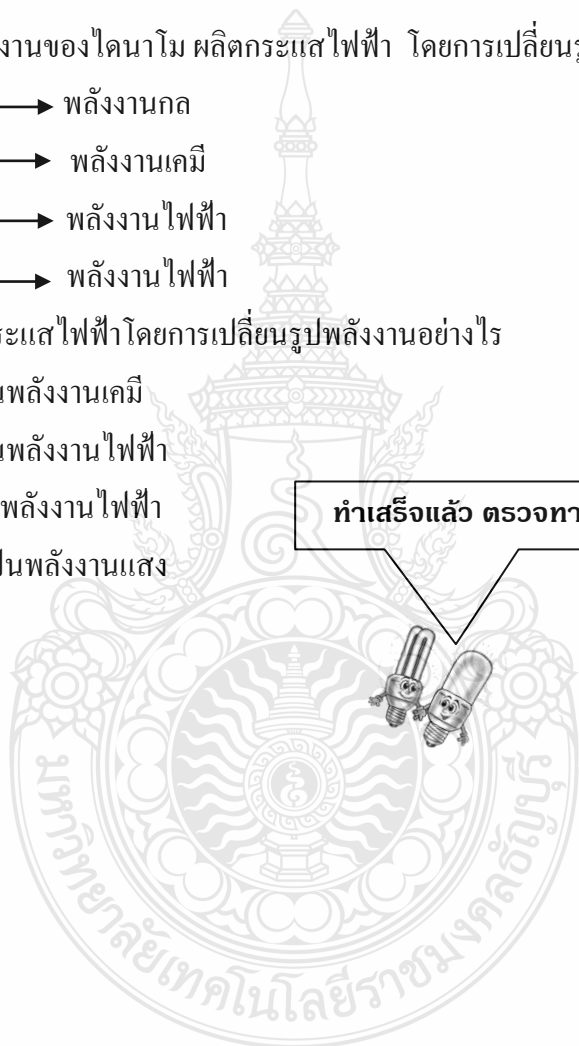 งานของไดนาโม ผลิตกระแสไฟฟ้า โดยการเปลี่ยนรู
พลังงานกล
พลังงานเคมี
พลังงานไฟฟ้า
พลังงานไฟฟ้า
ระแสไฟฟ้าโดยการเปลี่ยนรูปพลังงานอย่างไร
นพลังงานเคมี
นพลังงานไฟฟ้า
พลังงานไฟฟ้า
ป็นพลังงานแสง
ทำเสร็จแล้ว ตรวจทา
มหาวิทยาลัยเทคโนโลยีราชมงคลธัญบุรี